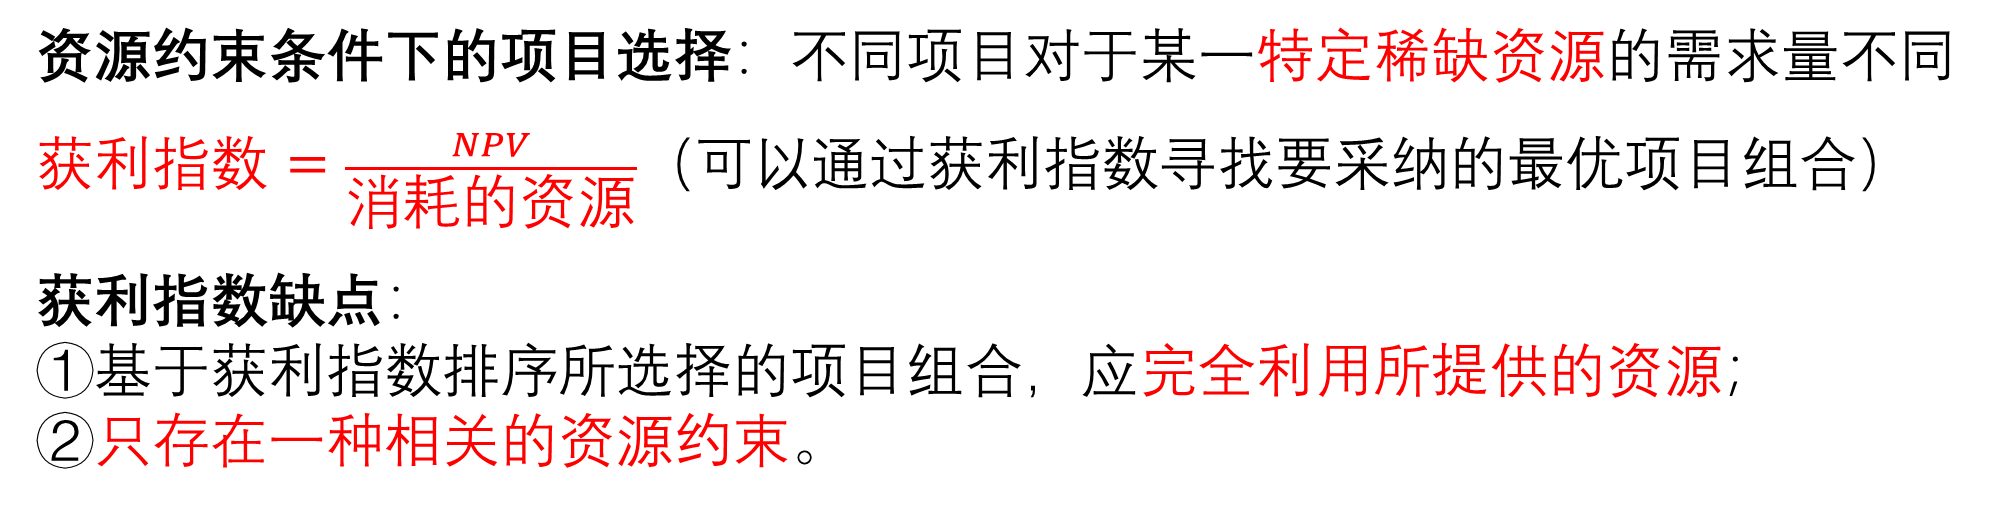 资源约束条件下的项目选择：不同项目对于某一特定稀缺资源的需求量不同
获利指数 = NPV/消耗的资源（可以通过获利指数寻找要采纳的最优项目组合）
获利指数缺点：
①基于获利指数排序所选择的项目组合，应完全利用所提供的资源；
②只存在一种相关的资源约束。